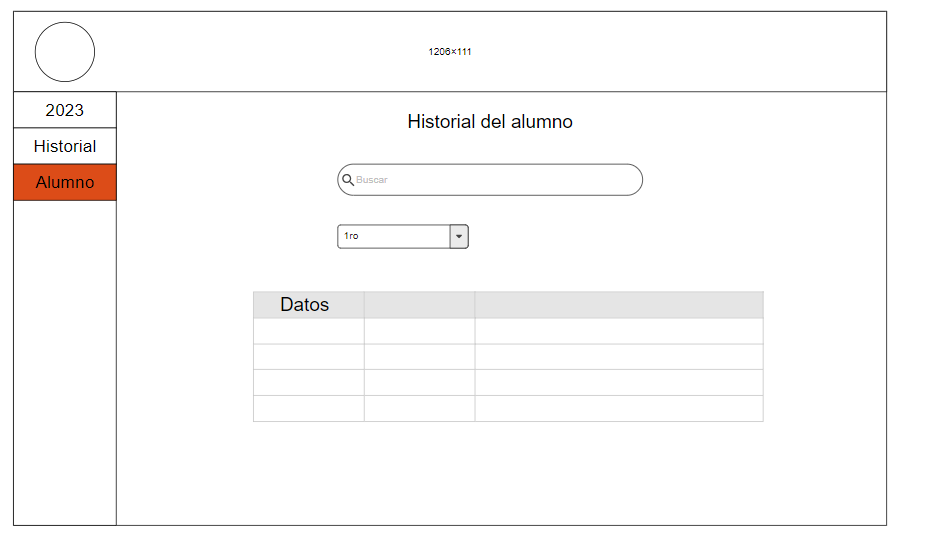 1206×111
2023
Historial
Alumno
Historial del alumno
Buscar
1ro
Datos